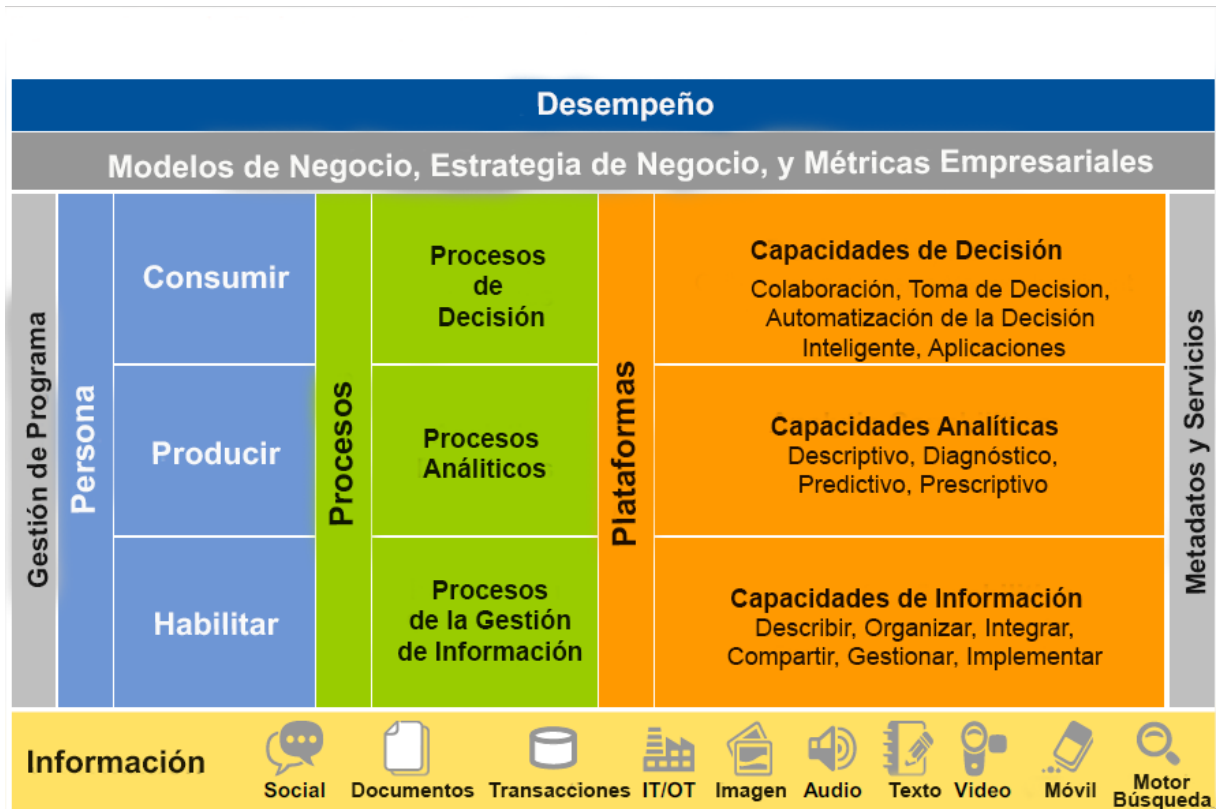 Desempeño
Modelos de Negocio, Estrategia de Negocio, y Métricas Empresariales
Gestión de Programa
Persona
Consumir
Producir
Habilitar
Procesos
Procesos
de
Decisión
Procesos
Análiticos
Procesos
de la Gestión
de Información
Plataformas
Capacidades de Decisión
Colaboración, Toma de Decision,
Automatización de la Decisión
Inteligente, Aplicaciones
Capacidades Analíticas
Descriptivo, Diagnóstico,
Predictivo, Prescriptivo
Capacidades de Información
Describir, Organizar, Integrar,
Compartir, Gestionar, Implementar
Metadatos y Servicios
Información
Social
Documentos
Transacciones
IT/OT
Imagen
Audio
Texto
Video
Móvil
Motor
Búsqueda